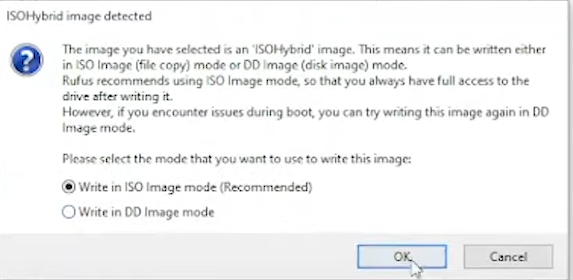 ISOHybrid image detected
The image you have selected is an 'ISOHybrid' image. This means it can be written either
in ISO Image (file copy) mode or DD Image (disk image) mode.
Rufus recommends using ISO Image mode, so that you always have full access to the
drive after writing it.
However, if you encounter issues during boot, you can try writing this image again in DD
Image mode.
Please select the mode that you want to use to write this image:
Write in ISO Image mode (Recommended)
Write in DD Image mode
OK
Cancel